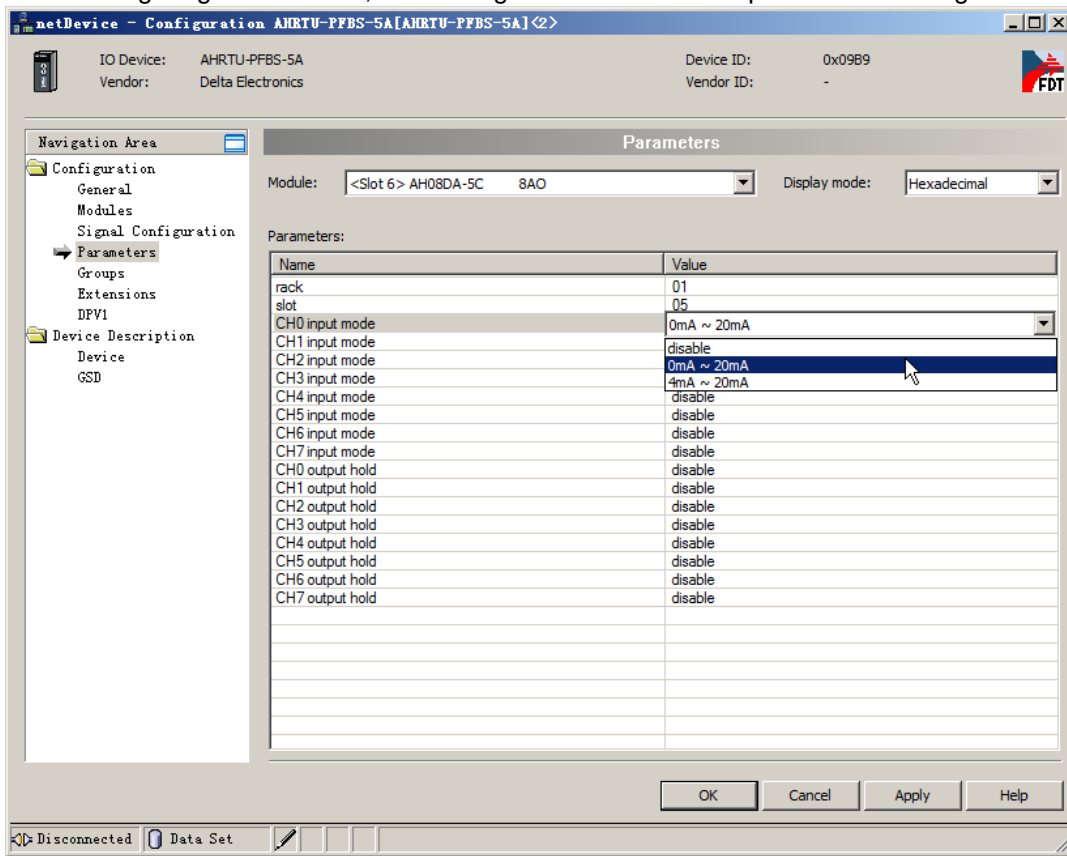 netDevice - Configuration AHRTU-PFBS-5A[AHRTU-PFBS-5A]<2>
IO Device: AHRTU-PFBS-5A Device ID: 0x09B9
Vendor: Delta Electronics Vendor ID: -
FDT
Navigation Area
Configuration
General
Modules
Signal Configuration
Parameters
Groups
Extensions
DPV1
Device Description
Device
GSD
Parameters
Module: <Slot 6> AH08DA-5C 8AO Display mode: Hexadecimal
Parameters:
Name Value
rack 01
slot 05
CH0 input mode 0mA ~ 20mA
CH1 input mode disable
CH2 input mode 0mA ~ 20mA
CH3 input mode 4mA ~ 20mA
CH4 input mode disable
CH5 input mode disable
CH6 input mode disable
CH7 input mode disable
CH0 output hold disable
CH1 output hold disable
CH2 output hold disable
CH3 output hold disable
CH4 output hold disable
CH5 output hold disable
CH6 output hold disable
CH7 output hold disable
OK Cancel Apply Help
Disconnected Data Set